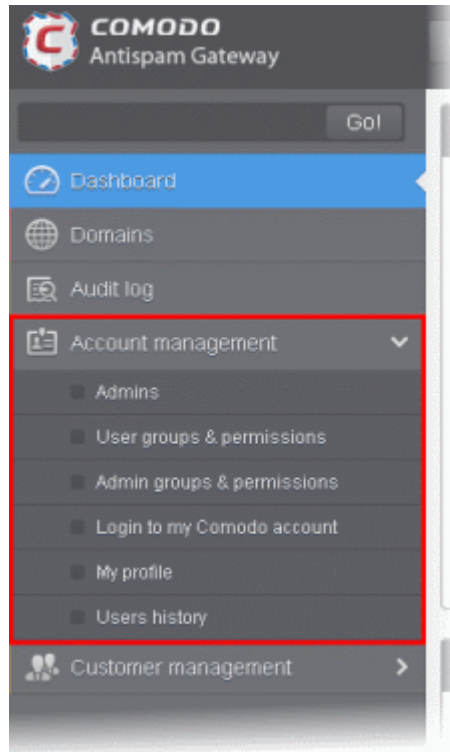 COMODO
Antispam Gateway
Go!
Dashboard
Domains
Audit log
Account management
Admins
User groups & permissions
Admin groups & permissions
Login to my Comodo account
My profile
Users history
Customer management